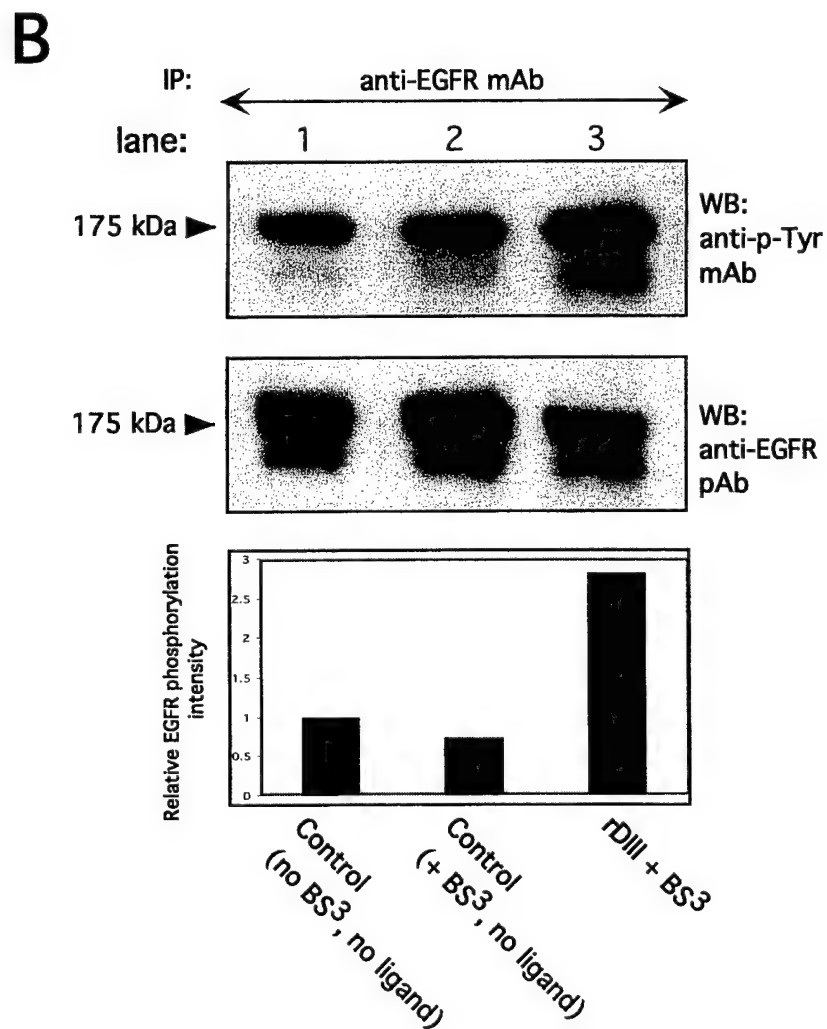 B
IP: anti-EGFR mAb
lane: 1 2 3
175 kDa
WB:
anti-p-Tyr
mAb
175 kDa
WB:
anti-EGFR
pAb
Relative EGFR phosphorylation
intensity
3
2.5
2
1.5
1
0.5
0
Control
(no BS3, no ligand)
Control
(+ BS3, no ligand)
rDIII + BS3